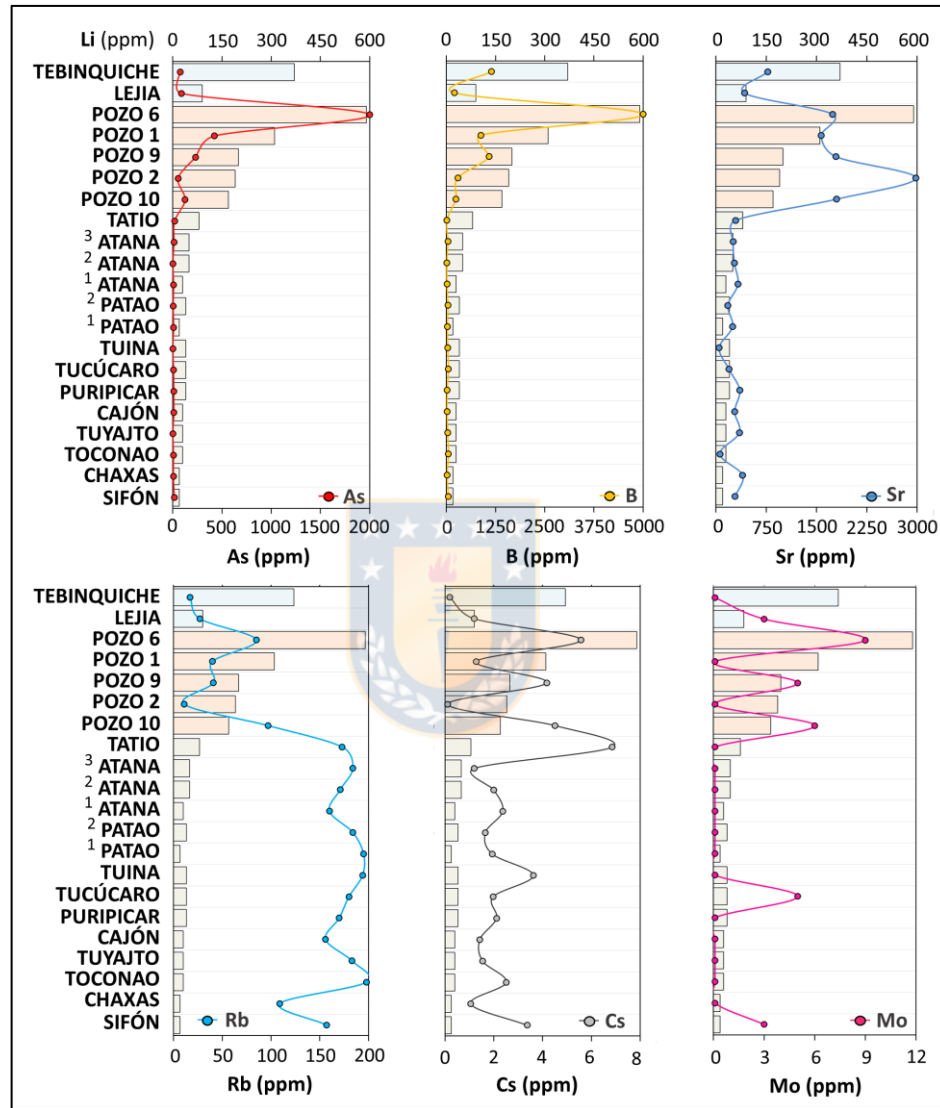 Li (ppm) 0 150 300 450 600 0 150 300 450 600 0 150 300 450 600
TEBINQUICHE
LEJIA
POZO 6
POZO 1
POZO 9
POZO 2
POZO 10
TATIO
3 ATANA
2 ATANA
1 ATANA
2 PATAO
1 PATAO
TUINA
TUCÚCARO
PURIPICAR
CAJÓN
TUYAJTO
TOCONAO
CHAXAS
SIFÓN As B Sr
0 1000 2000 0 1250 2500 3750 5000 0 750 1500 2250 3000
As (ppm) B (ppm) Sr (ppm)
TEBINQUICHE
LEJIA
POZO 6
POZO 1
POZO 9
POZO 2
POZO 10
TATIO
3 ATANA
2 ATANA
1 ATANA
2 PATAO
1 PATAO
TUINA
TUCÚCARO
PURIPICAR
CAJÓN
TUYAJTO
TOCONAO
CHAXAS
SIFÓN Rb Cs Mo
0 50 100 150 200 0 2 4 6 8 0 3 6 9 12
Rb (ppm) Cs (ppm) Mo (ppm)